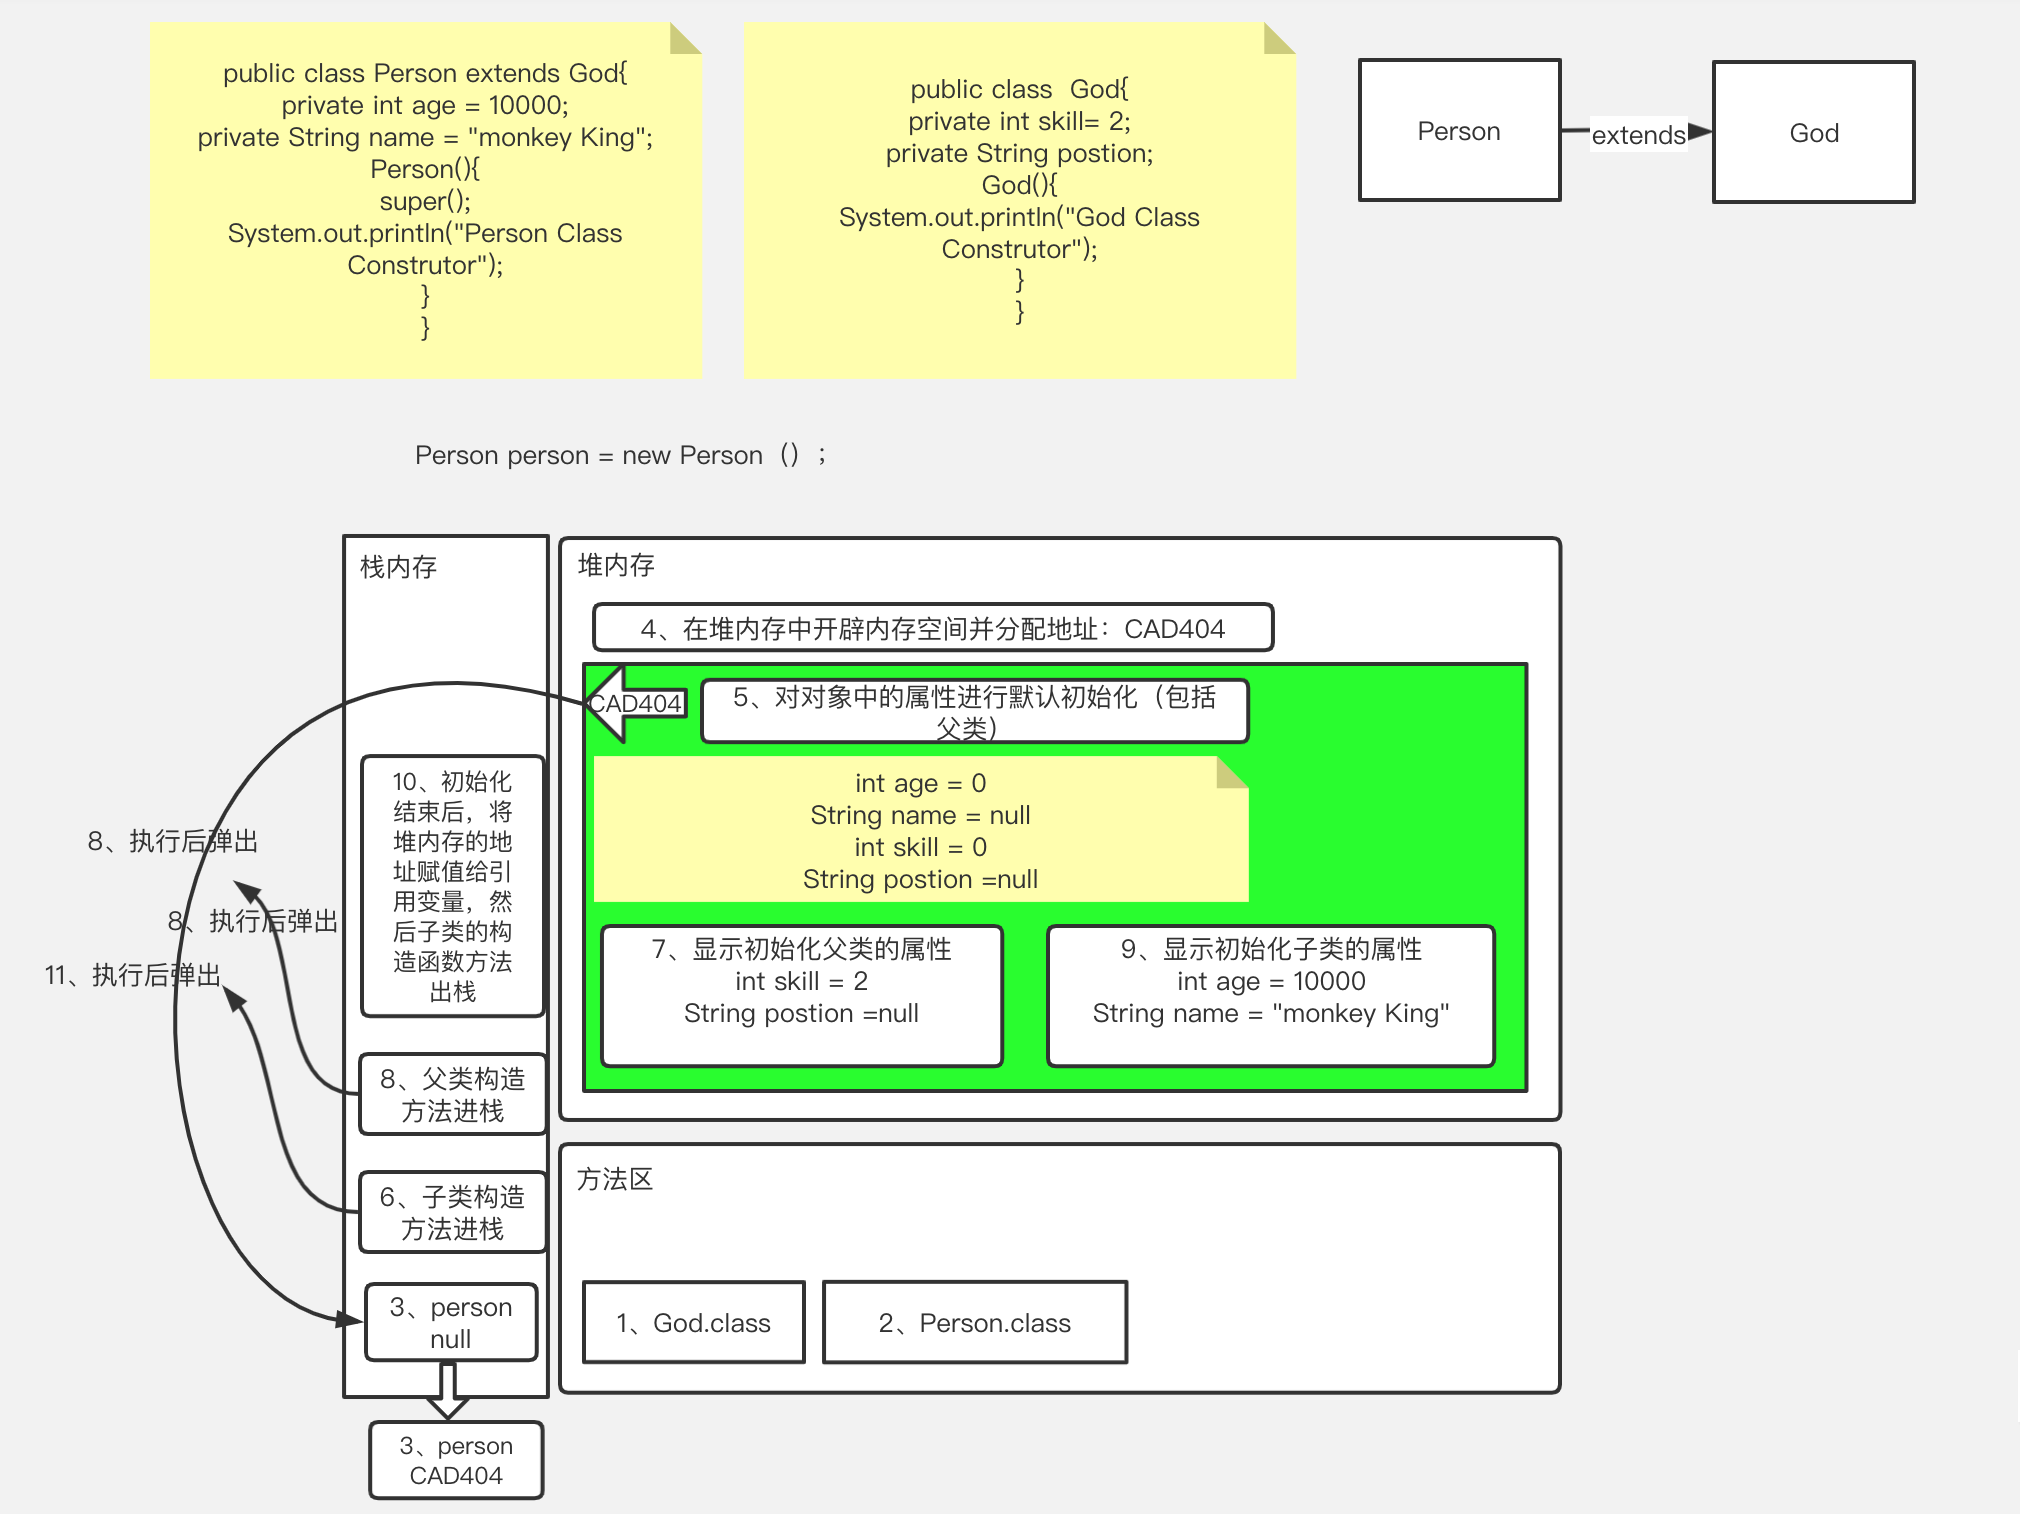 public class Person extends God{
private int age = 10000;
private String name = "monkey King";
Person(){
super();
System.out.println("Person Class
Construtor");
}
}
public class  God{
private int skill= 2;
private String postion;
God(){
System.out.println("God Class
Construtor");
}
}
Person
extends
God
Person person = new Person（）；
栈内存
堆内存
4、在堆内存中开辟内存空间并分配地址：CAD404
CAD404
5、对对象中的属性进行默认初始化（包括
父类）
int age = 0
String name = null
int skill = 0
String postion =null
7、显示初始化父类的属性
int skill = 2
String postion =null
9、显示初始化子类的属性
int age = 10000
String name = "monkey King"
10、初始化
结束后，将
堆内存的地
址赋值给引
用变量，然
后子类的构
造函数方法
出栈
8、执行后弹出
8、执行后弹出
11、执行后弹出
8、父类构造
方法进栈
6、子类构造
方法进栈
3、person
null
3、person
CAD404
方法区
1、God.class
2、Person.class